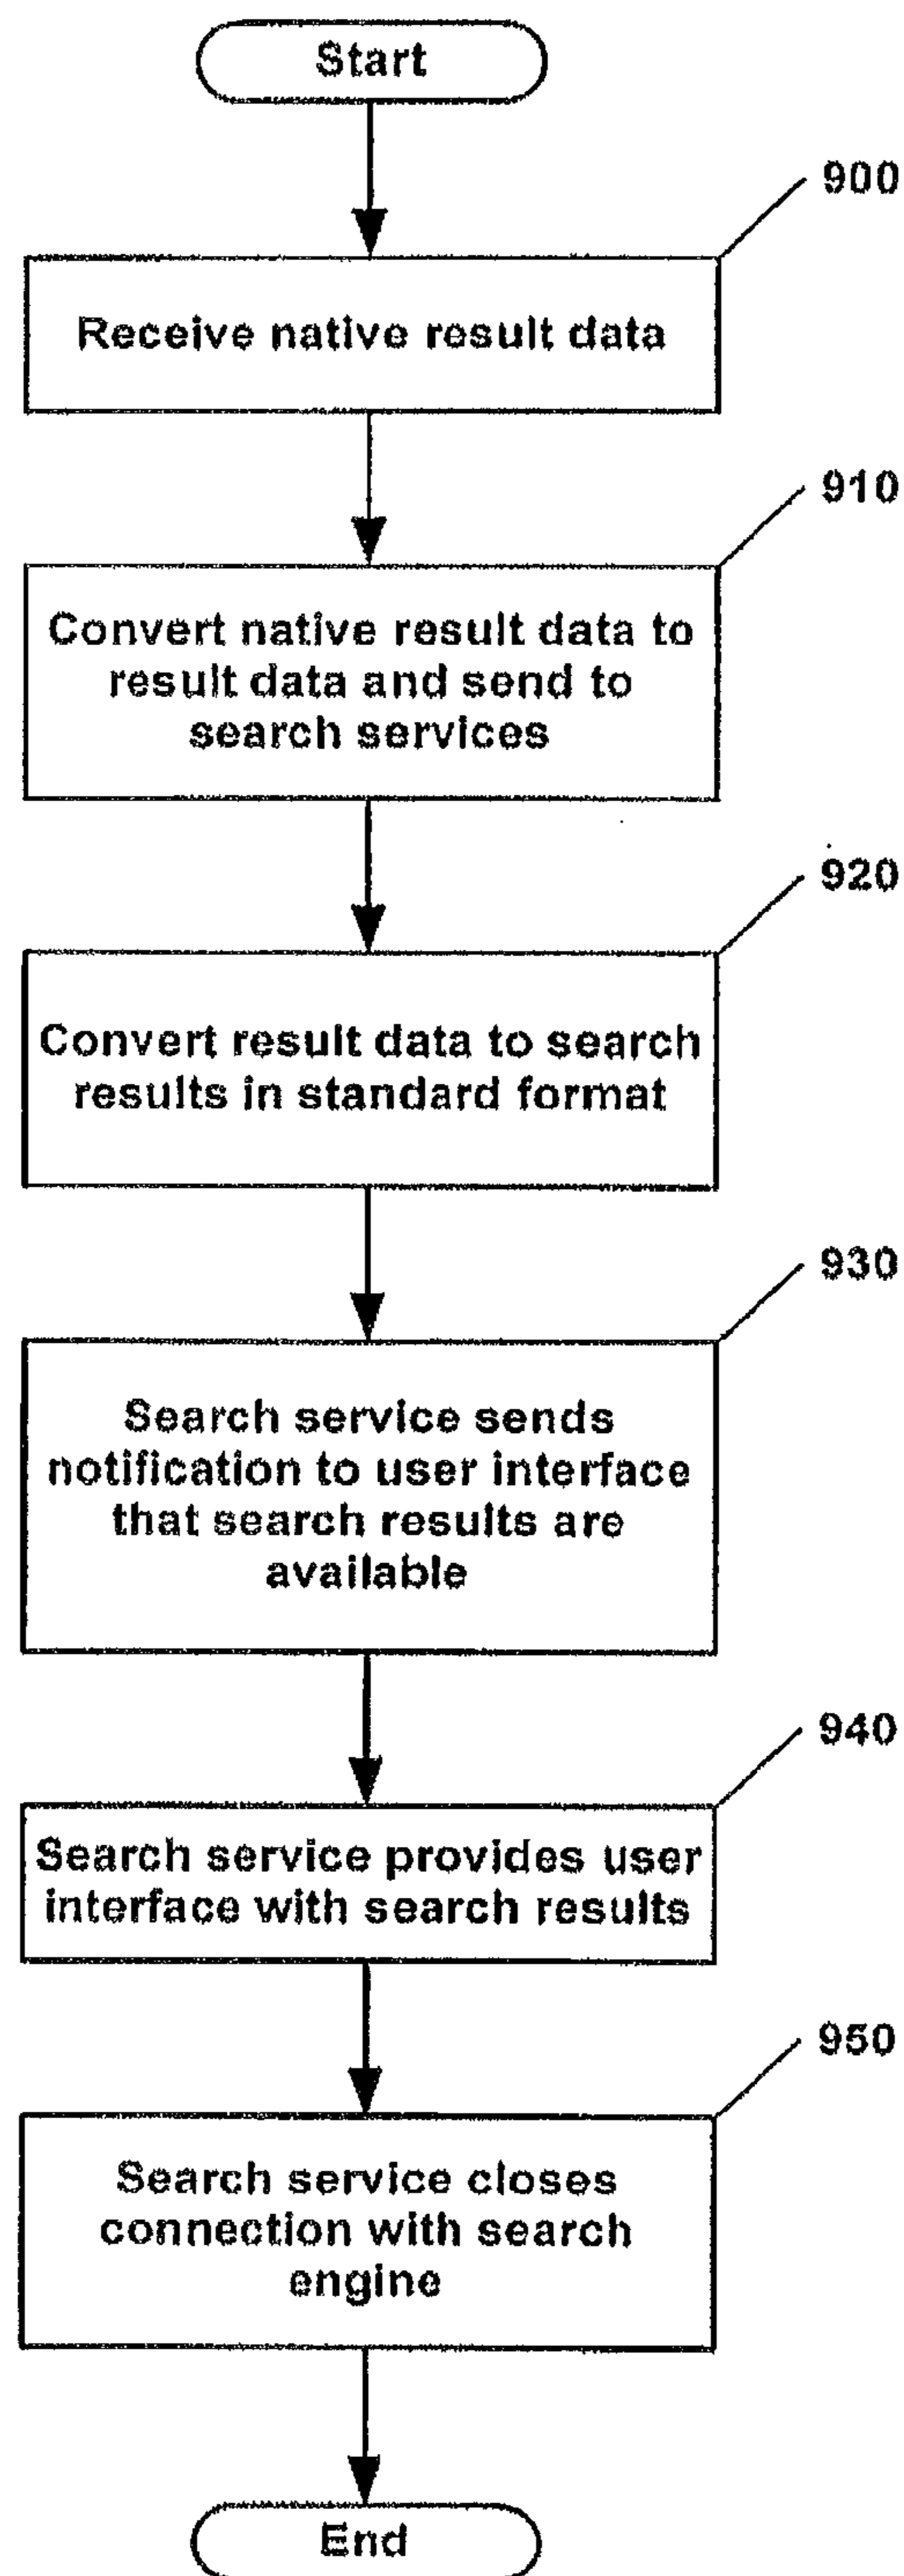 Start
900
Receive native result data
910
Convert native result data to
result data and send to
search services
920
Convert result data to search
results in standard format
930
Search service sends
notification to user interface
that search results are
available
940
Search service provides user
interface with search results
950
Search service closes
connection with search
engine
End